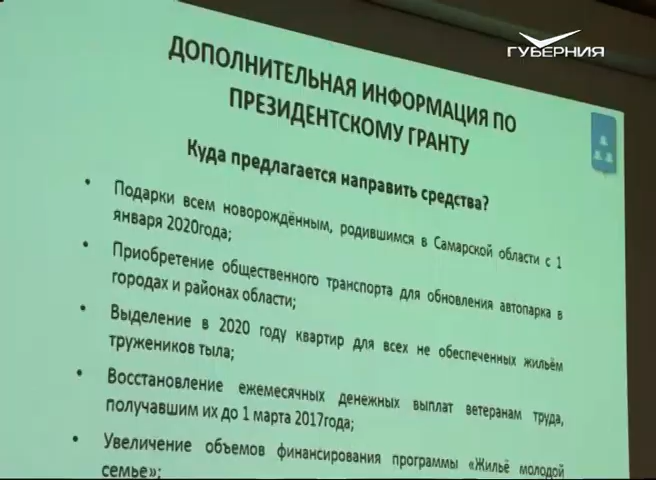 ГУБЕРНИЯ
ДОПОЛНИТЕЛЬНАЯ ИНФОРМАЦИЯ ПО
ПРЕЗИДЕНТСКОМУ ГРАНТУ
Куда предлагается направить средства?
• Подарки всем новорождённым, родившимся в Самарской области с 1
января 2020года;
• Приобретение общественного транспорта для обновления автопарка в
городах и районах области;
• Выделение в 2020 году квартир для всех не обеспеченных жильём
тружеников тыла;
• Восстановление ежемесячных денежных выплат ветеранам труда,
получавшим их до 1 марта 2017года;
• Увеличение объемов финансирования программы «Жильё молодой
семье»;